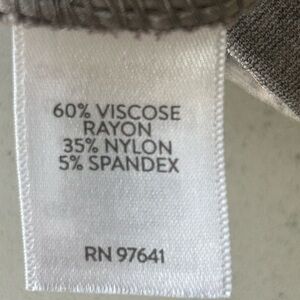 60% VISCOSE
RAYON
35% NYLON
5% SPANDEX
RN 97641